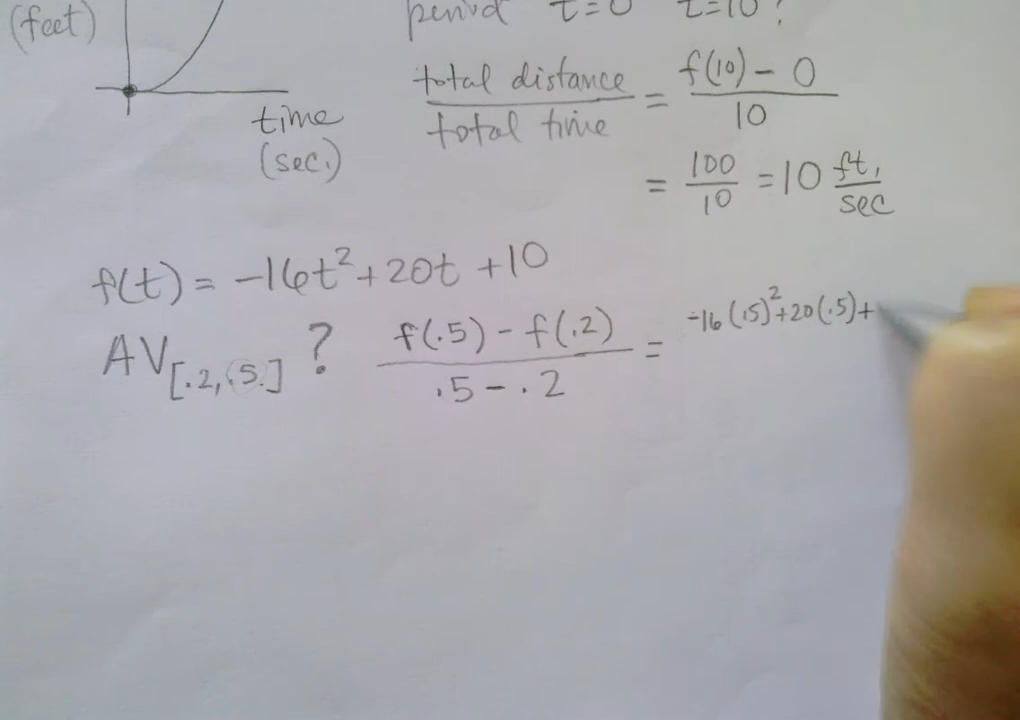 (feet)
period t=0 t=10?
total distance / total time = f(10) - 0 / 10
time
(sec.)
= 100/10 = 10 ft./sec
f(t) = -16t² + 20t + 10
AV[.2, .5] ? f(.5) - f(.2) / .5 - .2 = -16(.5)² + 20(.5) +